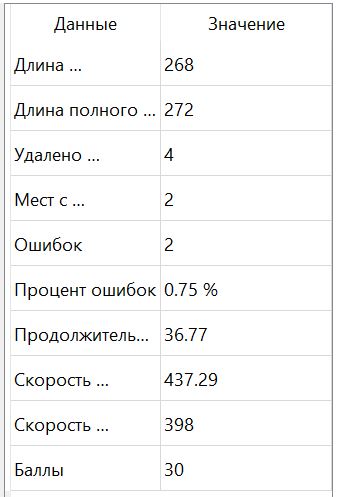 Данные Значение
Длина ... 268
Длина полного ... 272
Удалено ... 4
Мест с ... 2
Ошибок 2
Процент ошибок 0.75 %
Продолжитель... 36.77
Скорость ... 437.29
Скорость ... 398
Баллы 30